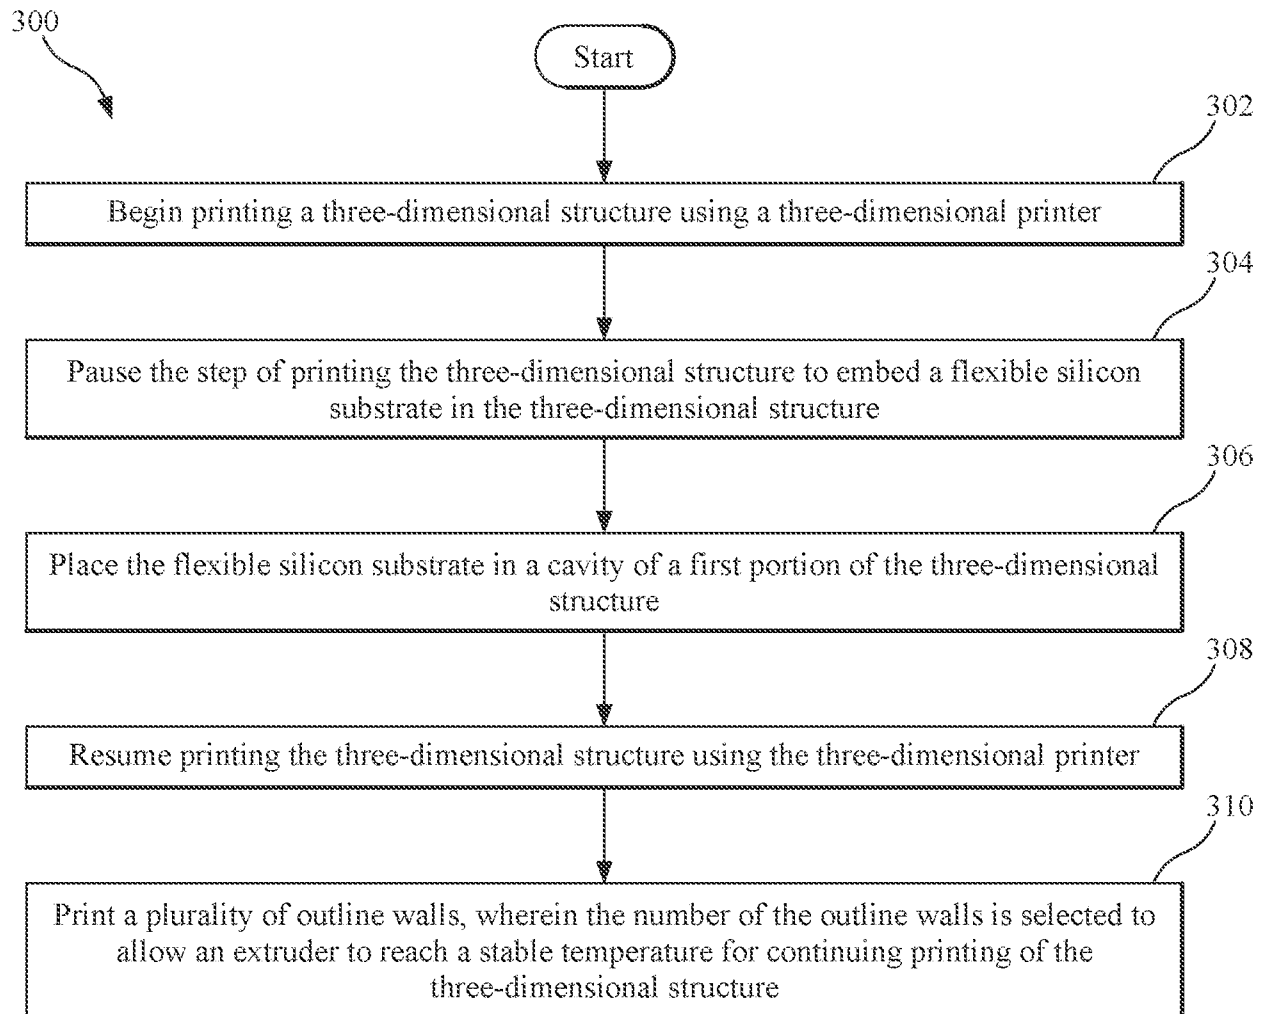 300
Start
302
Begin printing a three-dimensional structure using a three-dimensional printer
304
Pause the step of printing the three-dimensional structure to embed a flexible silicon
substrate in the three-dimensional structure
306
Place the flexible silicon substrate in a cavity of a first portion of the three-dimensional
structure
308
Resume printing the three-dimensional structure using the three-dimensional printer
310
Print a plurality of outline walls, wherein the number of the outline walls is selected to
allow an extruder to reach a stable temperature for continuing printing of the
three-dimensional structure